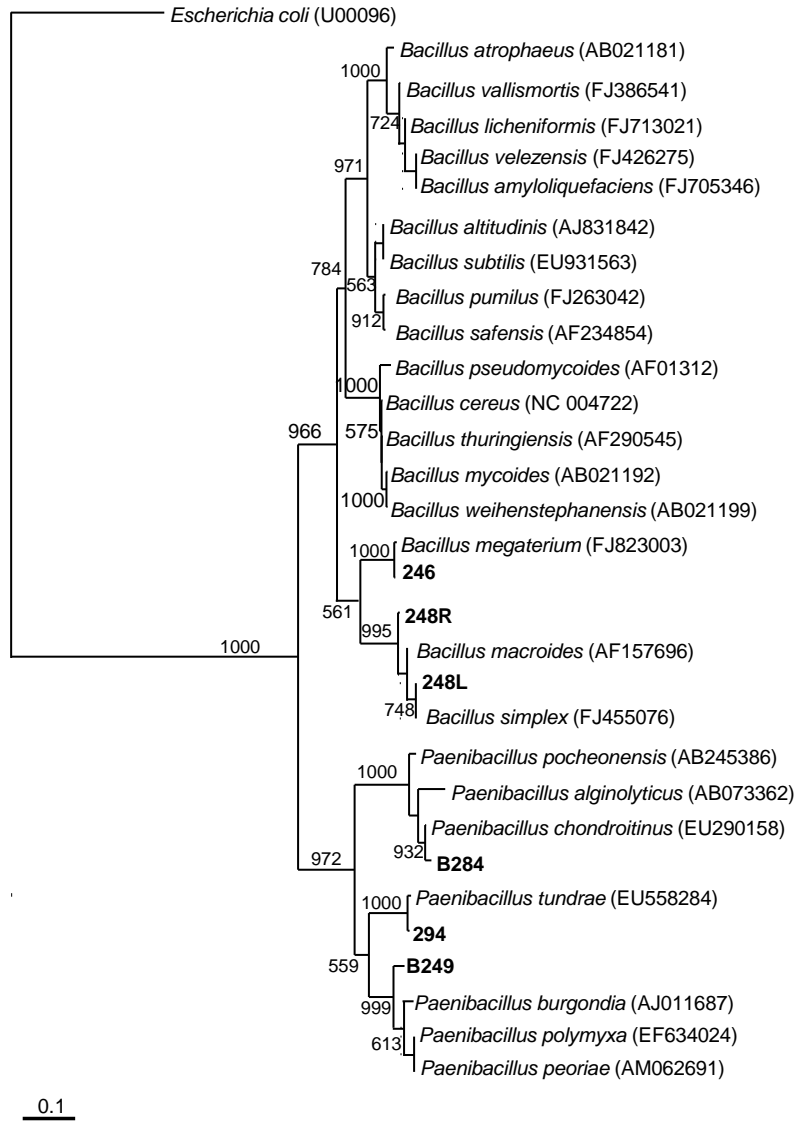 Escherichia coli (U00096)
Bacillus atrophaeus (AB021181)
1000
Bacillus vallismortis (FJ386541)
724
Bacillus licheniformis (FJ713021)
Bacillus velezensis (FJ426275)
971
Bacillus amyloliquefaciens (FJ705346)
Bacillus altitudinis (AJ831842)
784
Bacillus subtilis (EU931563)
563
Bacillus pumilus (FJ263042)
912
Bacillus safensis (AF234854)
Bacillus pseudomycoides (AF01312)
1000
Bacillus cereus (NC 004722)
966
575
Bacillus thuringiensis (AF290545)
Bacillus mycoides (AB021192)
1000
Bacillus weihenstephanensis (AB021199)
Bacillus megaterium (FJ823003)
1000
246
561
248R
995
1000
Bacillus macroides (AF157696)
248L
748
Bacillus simplex (FJ455076)
Paenibacillus pocheonensis (AB245386)
1000
Paenibacillus alginolyticus (AB073362)
Paenibacillus chondroitinus (EU290158)
932
972
B284
Paenibacillus tundrae (EU558284)
1000
294
559
B249
999
Paenibacillus burgondia (AJ011687)
Paenibacillus polymyxa (EF634024)
613
Paenibacillus peoriae (AM062691)
0.1